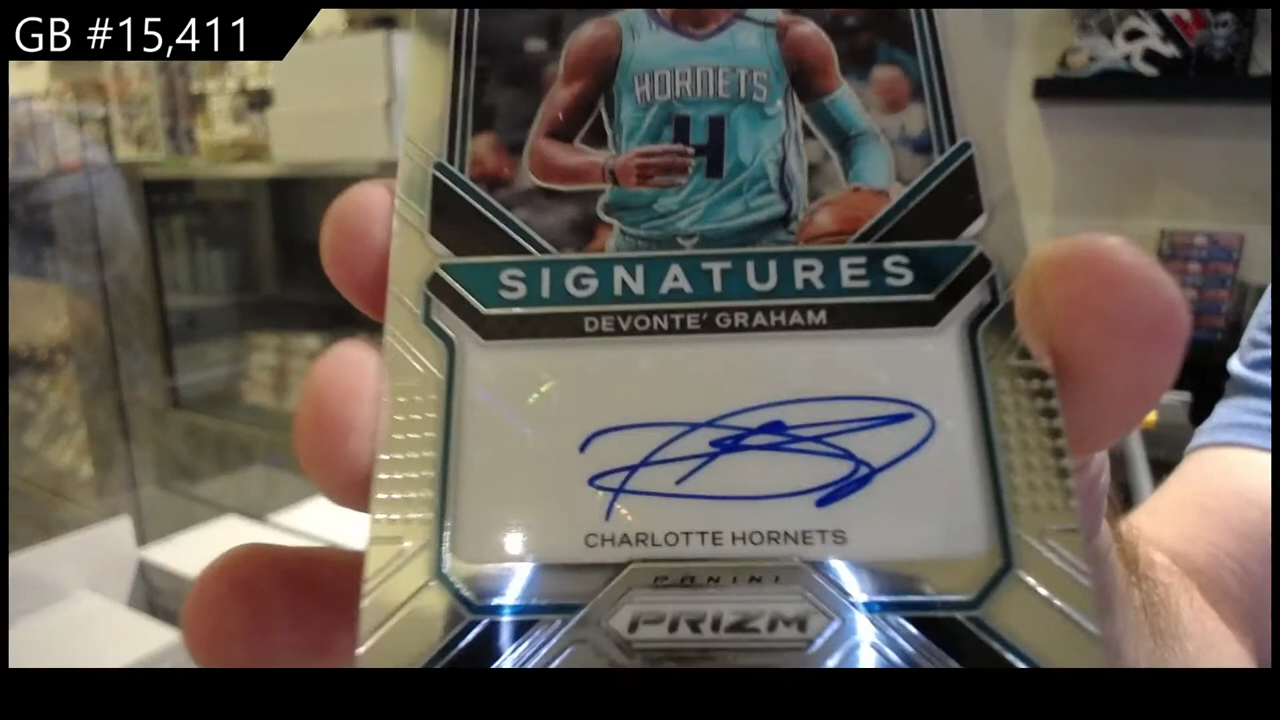 GB #15,411
HORNETS
4
SIGNATURES
DEVONTE' GRAHAM
CHARLOTTE HORNETS
PANINI
PRIZM